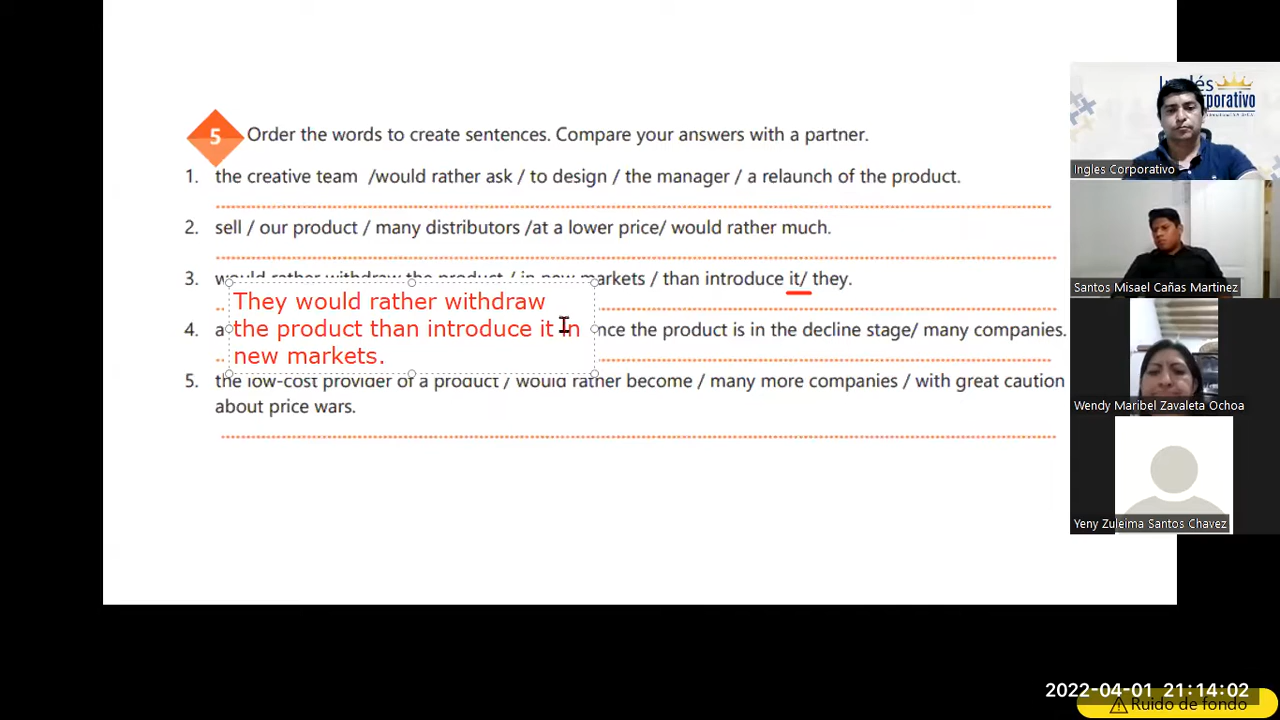 5 Order the words to create sentences. Compare your answers with a partner.
1. the creative team /would rather ask / to design / the manager / a relaunch of the product.
2. sell / our product / many distributors /at a lower price/ would rather much.
3. would rather withdraw the product / in new markets / than introduce it/ they.
They would rather withdraw
the product than introduce it in
new markets.
4. a nce the product is in the decline stage/ many companies.
5. the low-cost provider of a product / would rather become / many more companies / with great caution
about price wars.
Inglés
Corporativo
Ingles Corporativo
Santos Misael Cañas Martinez
Wendy Maribel Zavaleta Ochoa
Yeny Zuleima Santos Chavez
2022-04-01 21:14:02
Ruido de fondo